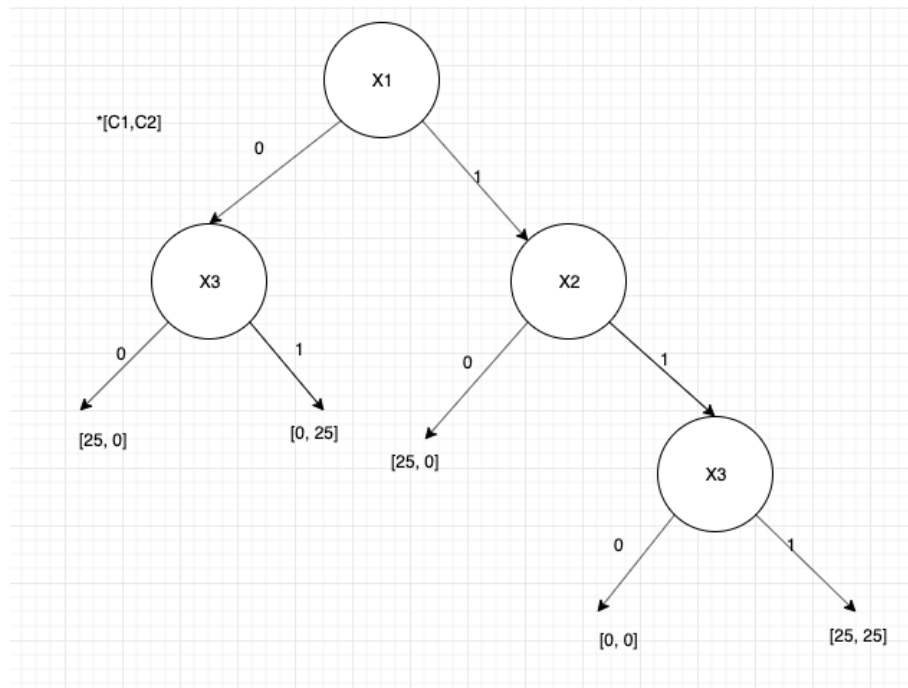 X1
*[C1,C2]
0
1
X3
X2
0
1
0
1
[25, 0]
[0, 25]
[25, 0]
X3
0
1
[0, 0]
[25, 25]